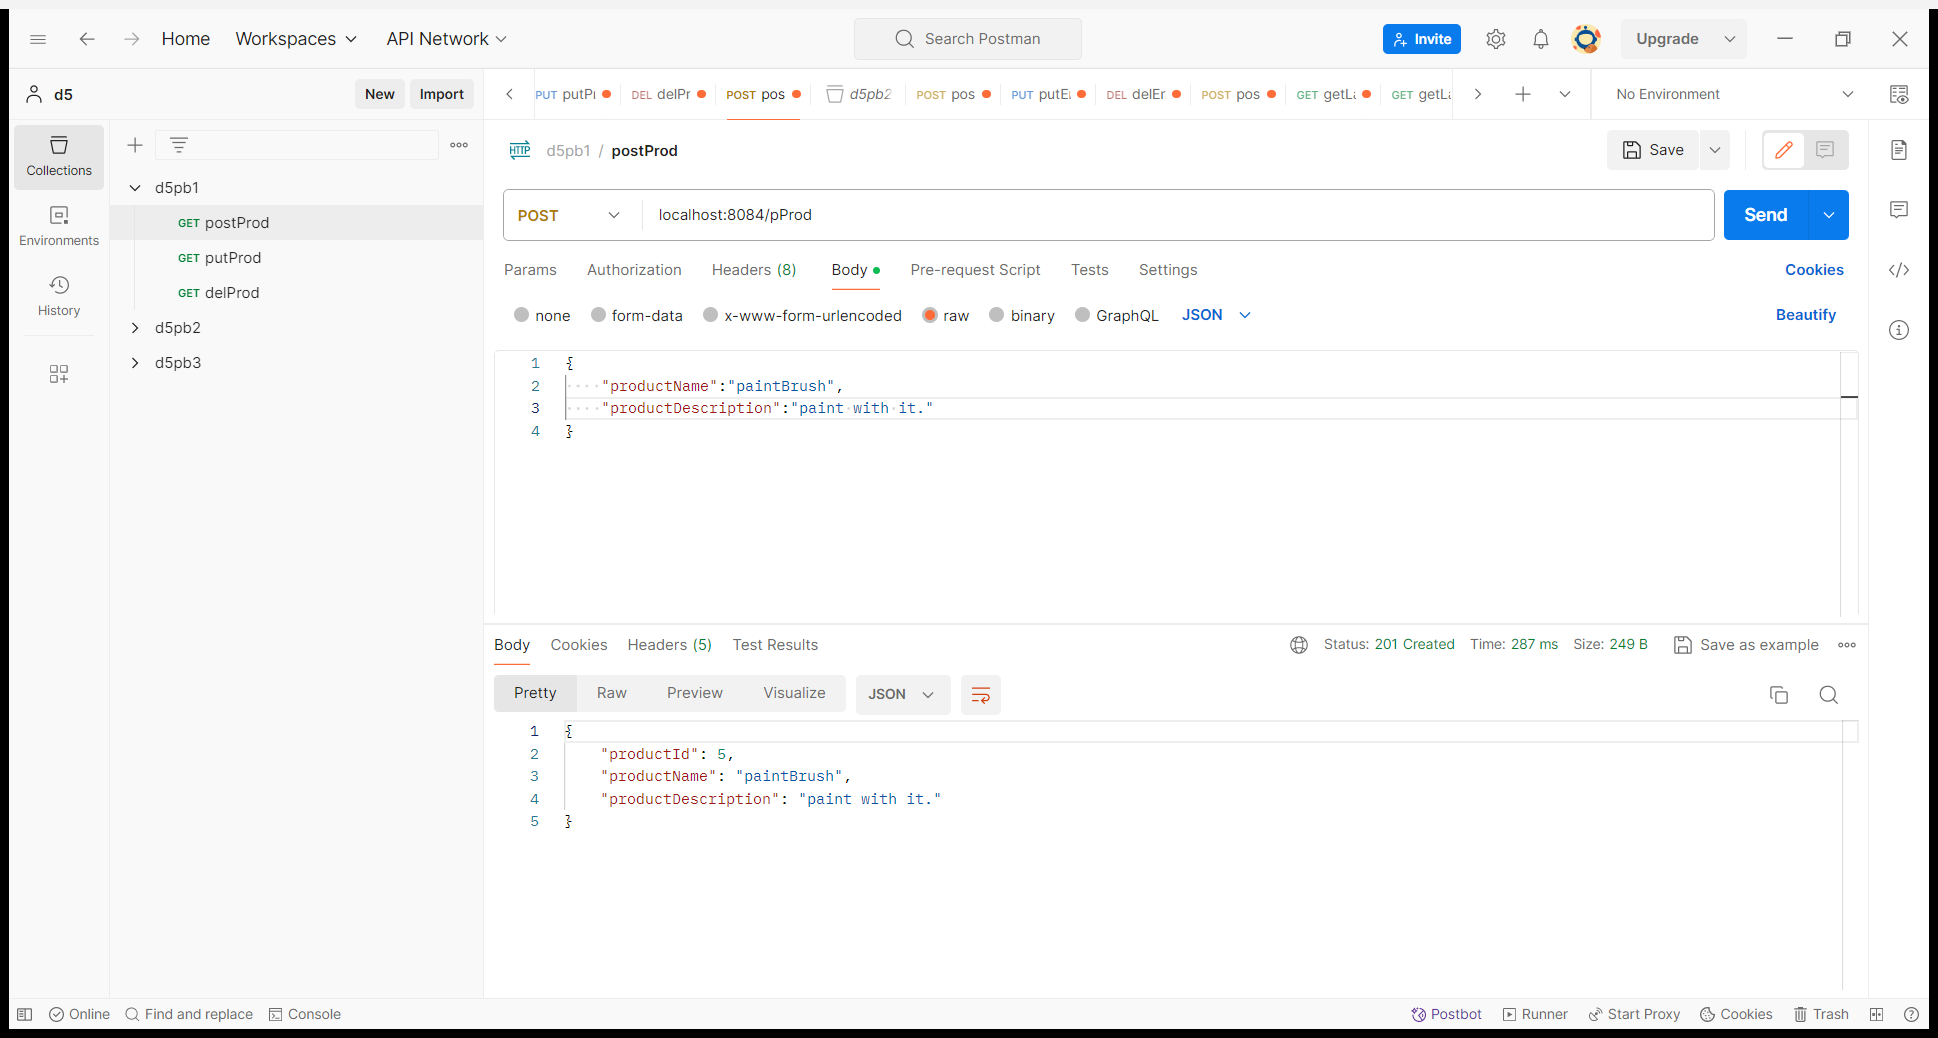 Home Workspaces API Network Search Postman Invite Upgrade
d5 New Import
PUT putPr DEL delPr POST pos d5pb2 POST pos PUT putE DEL delEr POST pos GET getLa GET getLa No Environment
Collections
Environments
History
d5pb1
GET postProd
GET putProd
GET delProd
d5pb2
d5pb3
HTTP d5pb1 / postProd Save
POST localhost:8084/pProd Send
Params Authorization Headers (8) Body Pre-request Script Tests Settings Cookies
none form-data x-www-form-urlencoded raw binary GraphQL JSON Beautify
1 {
2 "productName":"paintBrush",
3 "productDescription":"paint with it."
4 }
Body Cookies Headers (5) Test Results Status: 201 Created Time: 287 ms Size: 249 B Save as example
Pretty Raw Preview Visualize JSON
1 {
2 "productId": 5,
3 "productName": "paintBrush",
4 "productDescription": "paint with it."
5 }
Online Find and replace Console Postbot Runner Start Proxy Cookies Trash